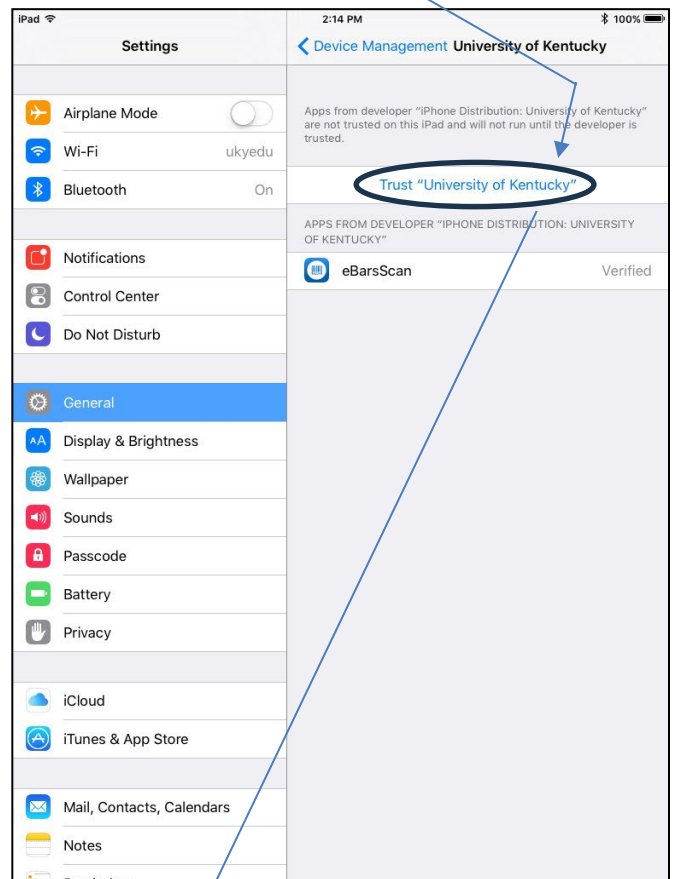 iPad
2:14 PM
100%
Settings
Device Management University of Kentucky
Airplane Mode
Wi-Fi ukyedu
Bluetooth On
Notifications
Control Center
Do Not Disturb
General
AA Display & Brightness
Wallpaper
Sounds
Passcode
Battery
Privacy
iCloud
iTunes & App Store
Mail, Contacts, Calendars
Notes
Apps from developer “iPhone Distribution: University of Kentucky”
are not trusted on this iPad and will not run until the developer is
trusted.
Trust “University of Kentucky”
APPS FROM DEVELOPER “IPHONE DISTRIBUTION: UNIVERSITY
OF KENTUCKY”
eBarsScan Verified